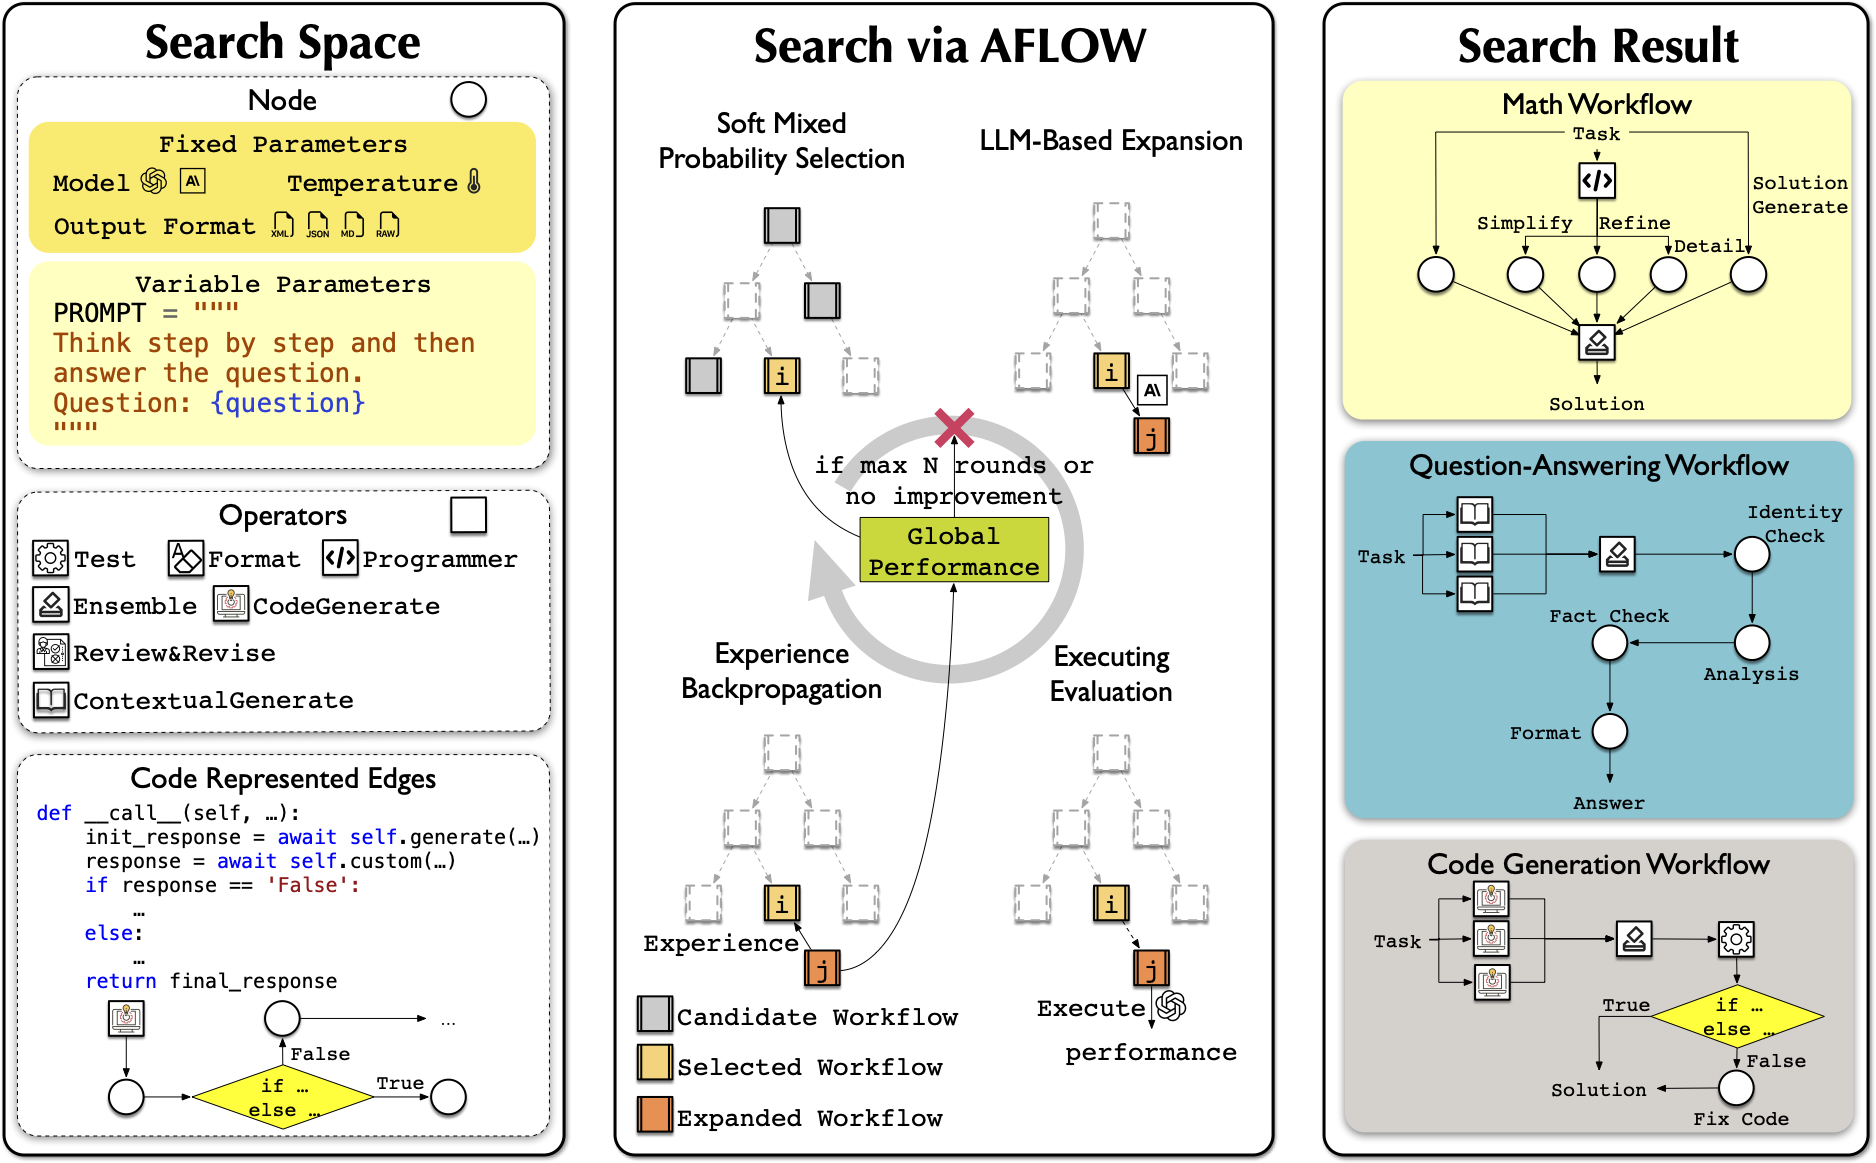 Search Space
Node
Fixed Parameters
Model A\ Temperature
Output Format XML JSON MD RAW
Variable Parameters
PROMPT = """
Think step by step and then
answer the question.
Question: {question}
"""
Operators
Test Format </> Programmer
Ensemble CodeGenerate
Review&Revise
ContextualGenerate
Code Represented Edges
def __call__(self, …):
init_response = await self.generate(…)
response = await self.custom(…)
if response == 'False':
…
else:
…
return final_response
…
False
if …
else …
True
Search via AFLOW
Soft Mixed
Probability Selection
LLM-Based Expansion
i
i
A\
j
if max N rounds or
no improvement
Global
Performance
Experience
Backpropagation
Executing
Evaluation
i
Experience
j
i
j
Execute
performance
Candidate Workflow
Selected Workflow
Expanded Workflow
Search Result
Math Workflow
Task
</>
Solution
Generate
Simplify
Refine
Detail
Solution
Question-Answering Workflow
Task
Identity
Check
Fact Check
Analysis
Format
Answer
Code Generation Workflow
Task
True
if …
else …
False
Solution
Fix Code